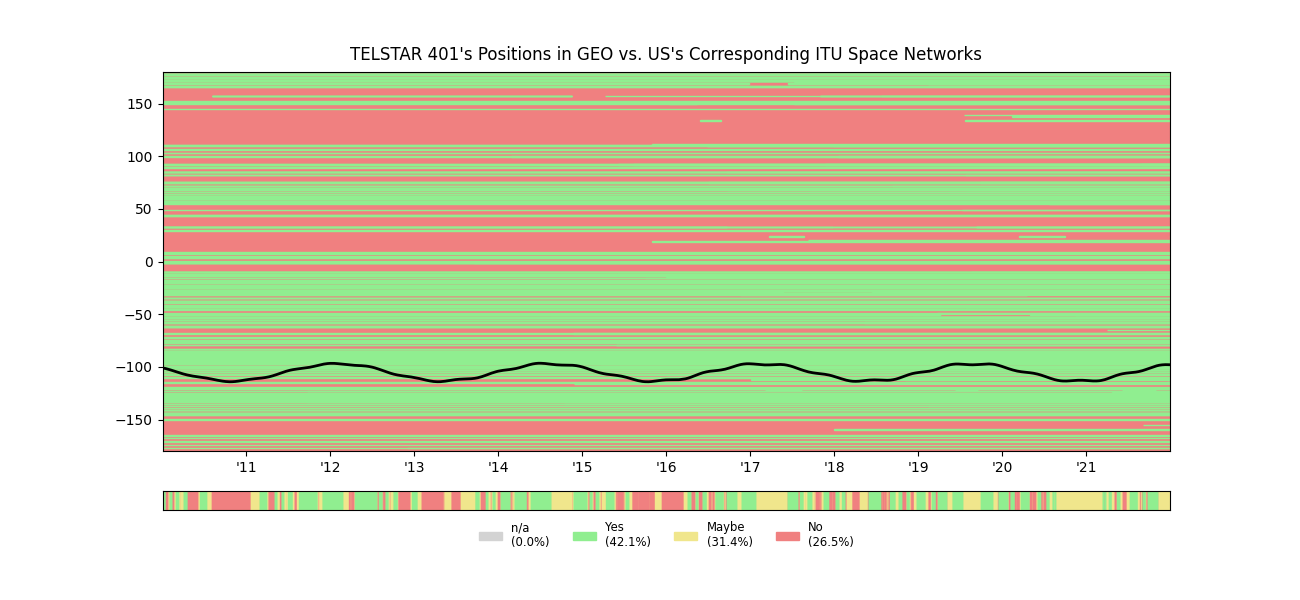 TELSTAR 401's Positions in GEO vs. US's Corresponding ITU Space Networks
150
100
50
0
−50
−100
−150
'11 '12 '13 '14 '15 '16 '17 '18 '19 '20 '21
n/a Yes Maybe No
(0.0%) (42.1%) (31.4%) (26.5%)